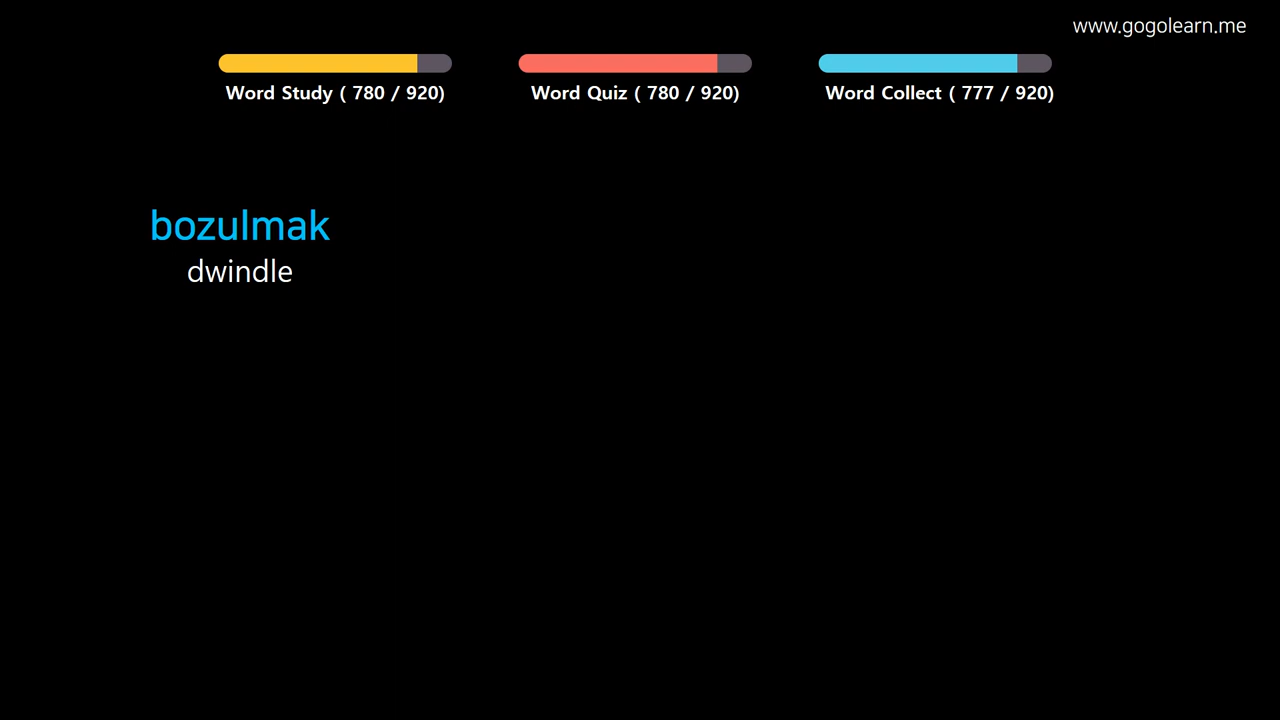 www.gogolearn.me
Word Study ( 780 / 920)
Word Quiz ( 780 / 920)
Word Collect ( 777 / 920)
bozulmak
dwindle